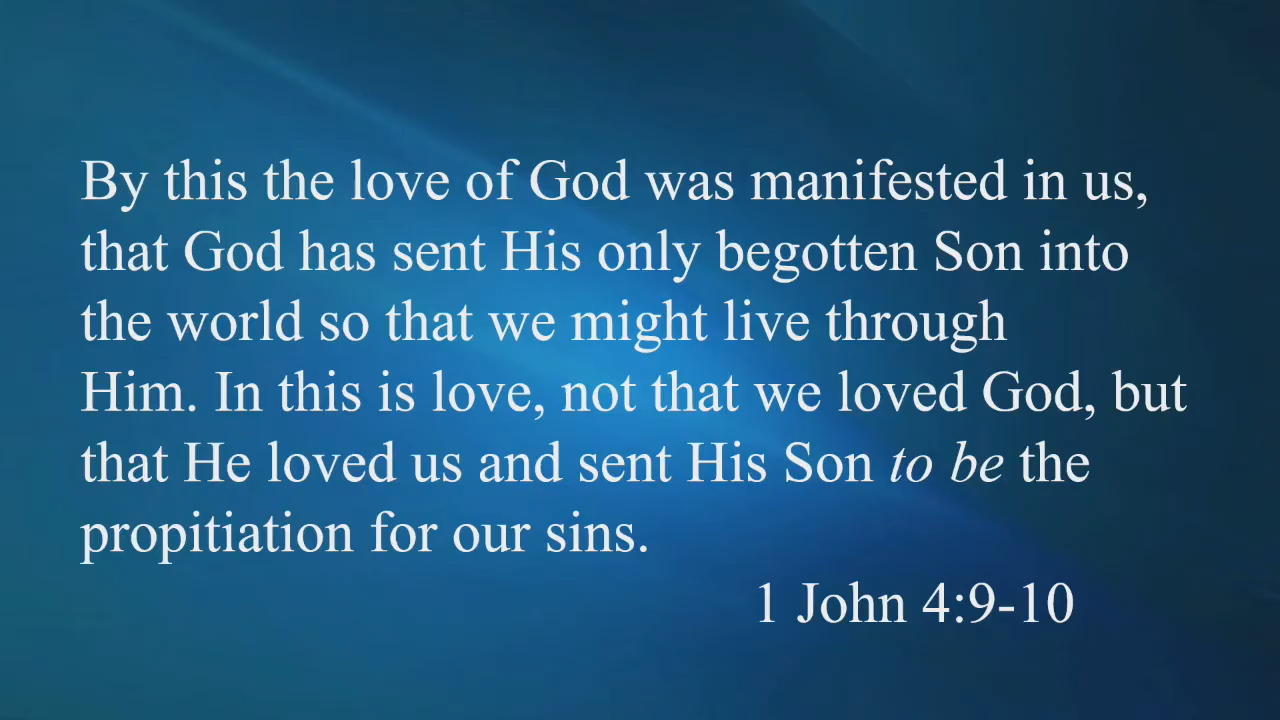 By this the love of God was manifested in us,
that God has sent His only begotten Son into
the world so that we might live through
Him. In this is love, not that we loved God, but
that He loved us and sent His Son to be the
propitiation for our sins.
1 John 4:9-10